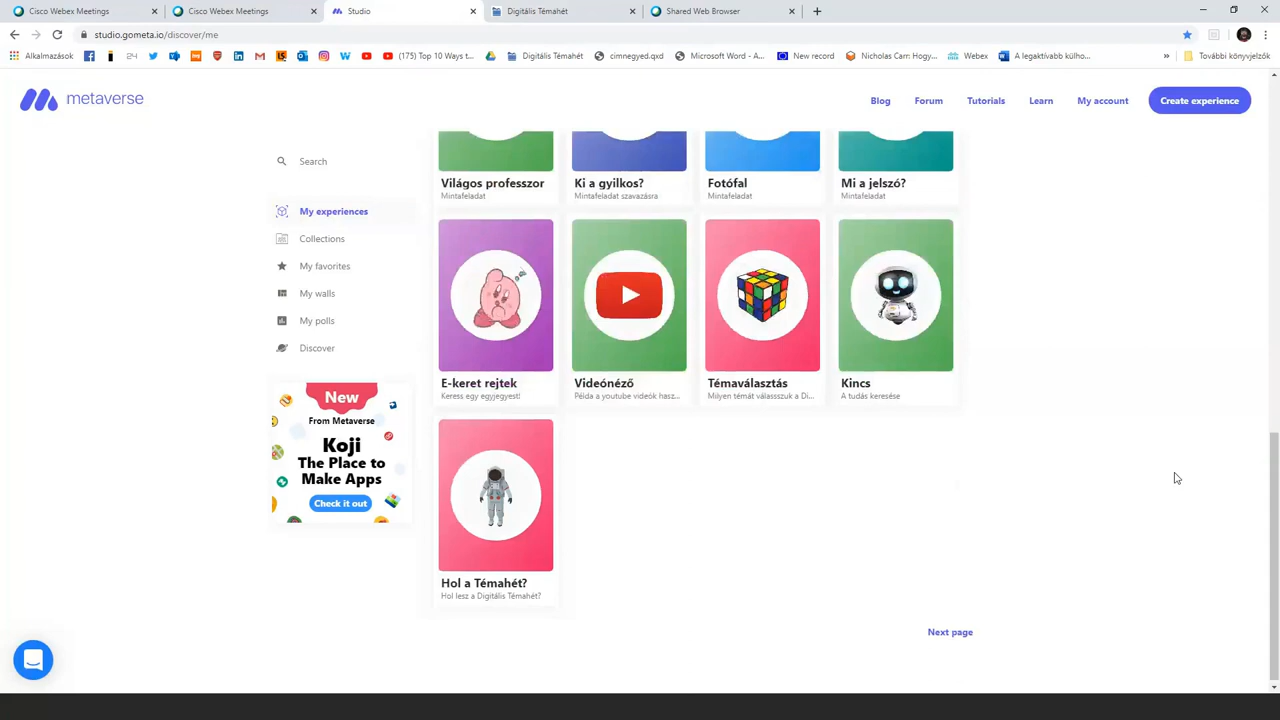 Cisco Webex Meetings
Cisco Webex Meetings
Studio
Digitális Témahét
Shared Web Browser
studio.gometa.io/discover/me
Alkalmazások
24
(175) Top 10 Ways t...
Digitális Témahét
cimnegyed.qxd
Microsoft Word - A...
New record
Nicholas Carr: Hogy...
Webex
A legaktívabb külho...
»
További könyvjelzők
metaverse
Blog
Forum
Tutorials
Learn
My account
Create experience
Search
My experiences
Collections
My favorites
My walls
My polls
Discover
New
From Metaverse
Koji
The Place to
Make Apps
Check it out
Világos professzor
Mintafeladat
Ki a gyilkos?
Mintafeladat szavazásra
Fotófal
Mintafeladat
Mi a jelszó?
Mintafeladat
E-keret rejtek
Keress egy egyjegyest!
Videónéző
Példa a youtube videók hasz...
Témaválasztás
Milyen témát válassszuk a Di...
Kincs
A tudás keresése
Hol a Témahét?
Hol lesz a Digitális Témahét?
Next page